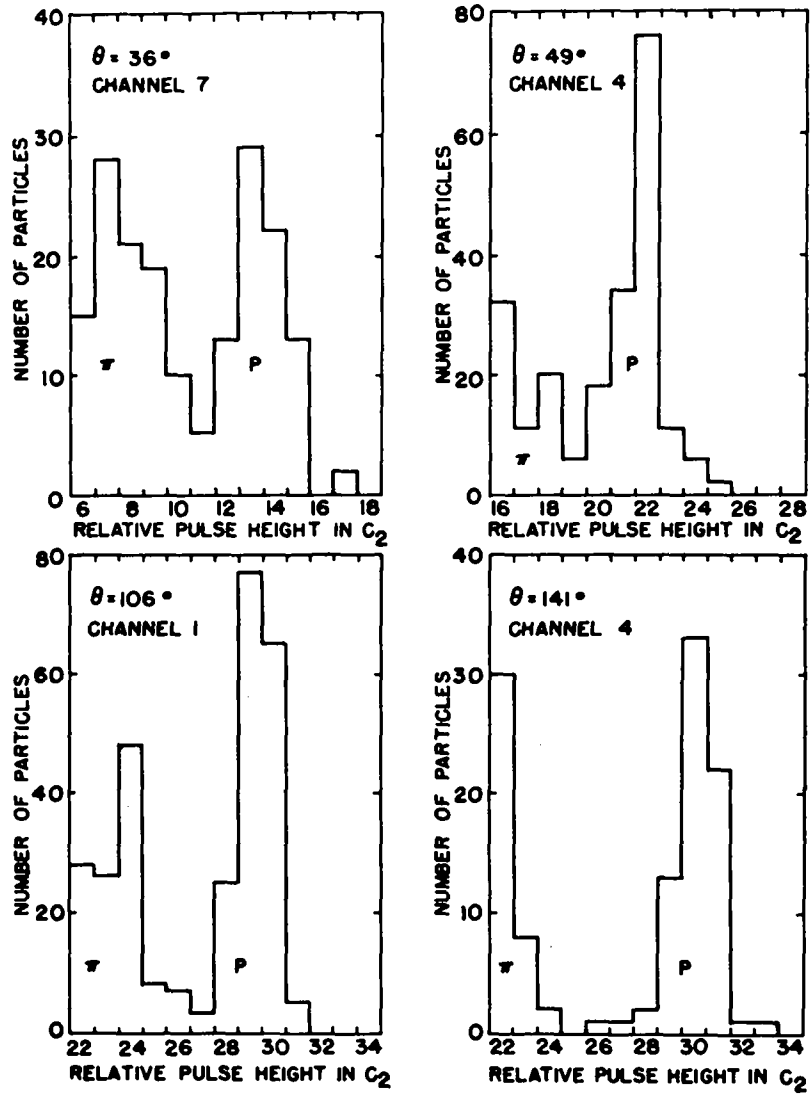 40
30
20
10
0
NUMBER OF PARTICLES
θ = 36°
CHANNEL 7
π
P
6 8 10 12 14 16 18
RELATIVE PULSE HEIGHT IN C2
80
60
40
20
0
NUMBER OF PARTICLES
θ = 49°
CHANNEL 4
π
P
16 18 20 22 24 26 28
RELATIVE PULSE HEIGHT IN C2
80
60
40
20
0
NUMBER OF PARTICLES
θ = 106°
CHANNEL 1
π
P
22 24 26 28 30 32 34
RELATIVE PULSE HEIGHT IN C2
40
30
20
10
0
NUMBER OF PARTICLES
θ = 141°
CHANNEL 4
π
P
22 24 26 28 30 32 34
RELATIVE PULSE HEIGHT IN C2